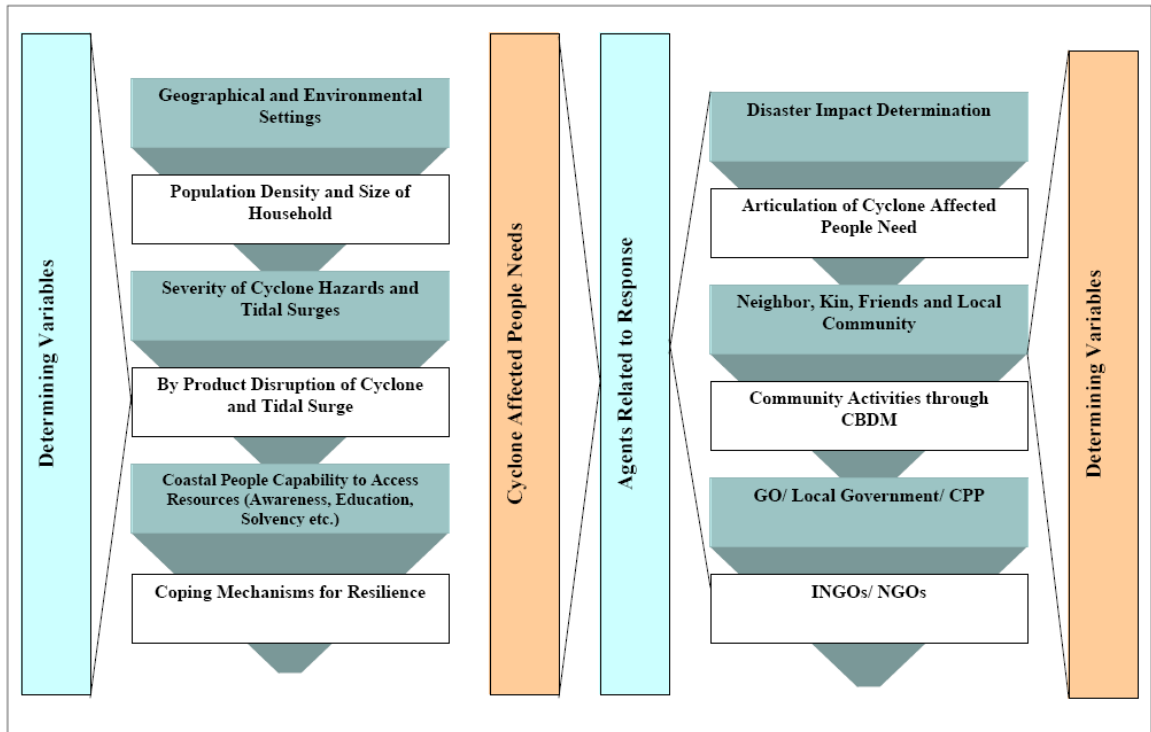 Determining Variables
Geographical and Environmental
Settings
Population Density and Size of
Household
Severity of Cyclone Hazards and
Tidal Surges
By Product Disruption of Cyclone
and Tidal Surge
Coastal People Capability to Access
Resources (Awareness, Education,
Solvency etc.)
Coping Mechanisms for Resilience
Cyclone Affected People Needs
Agents Related to Response
Disaster Impact Determination
Articulation of Cyclone Affected
People Need
Neighbor, Kin, Friends and Local
Community
Community Activities through
CBDM
GO/ Local Government/ CPP
INGOs/ NGOs
Determining Variables